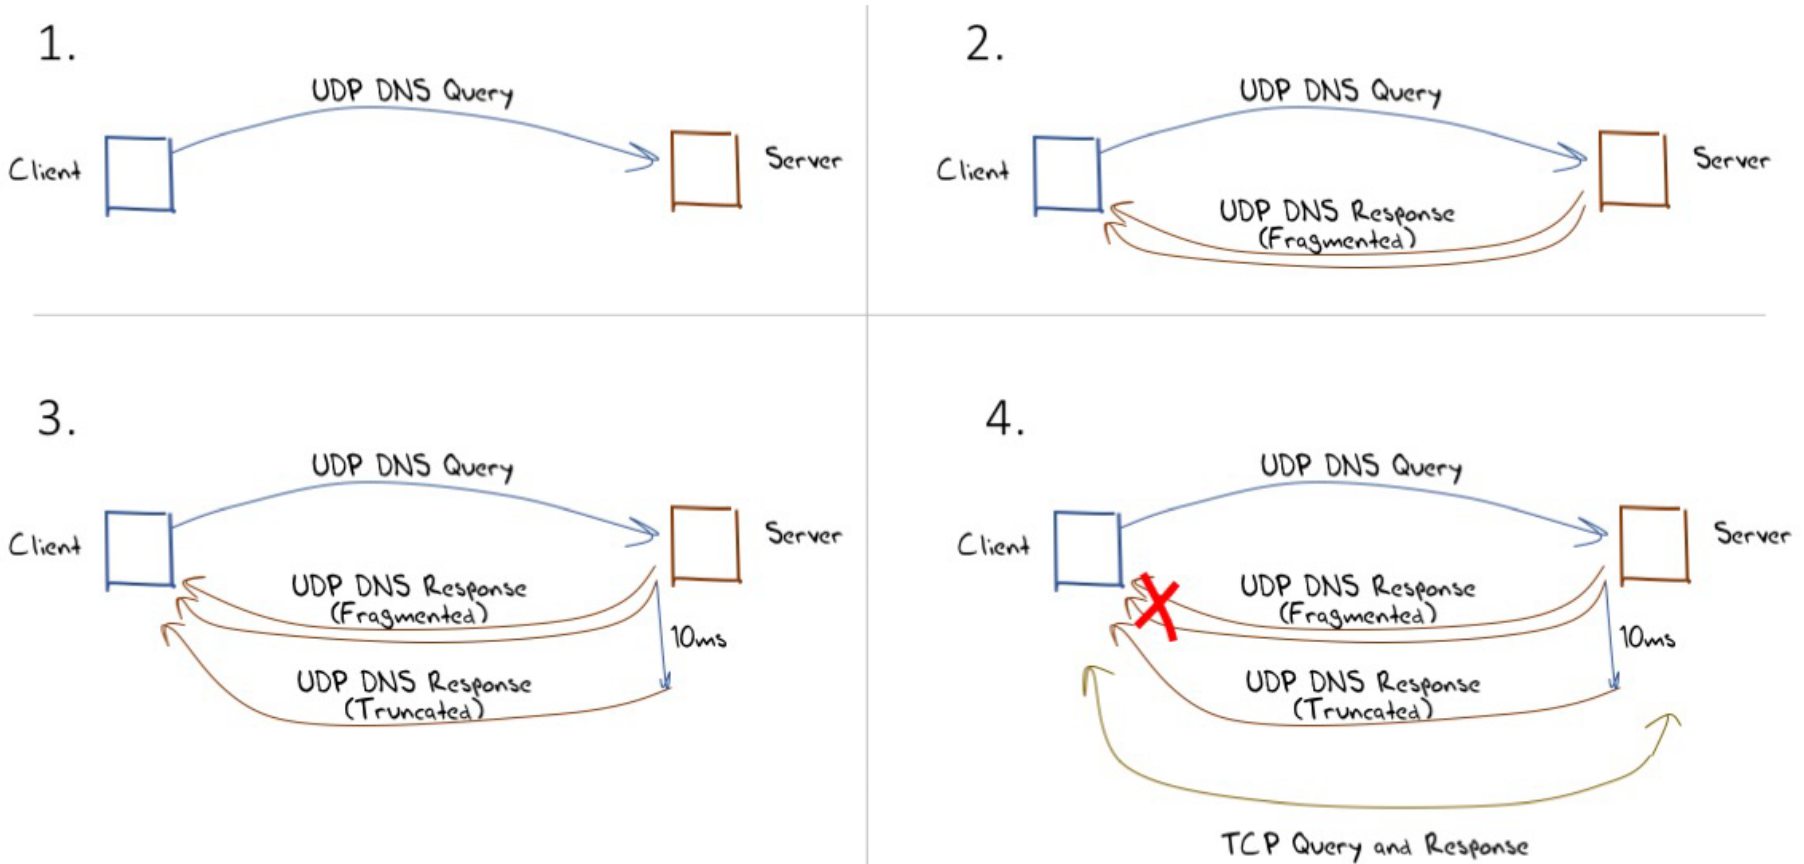 1.
UDP DNS Query
Client
Server
2.
UDP DNS Query
Client
Server
UDP DNS Response
(Fragmented)
3.
UDP DNS Query
Client
Server
UDP DNS Response
(Fragmented)
10ms
UDP DNS Response
(Truncated)
4.
UDP DNS Query
Client
Server
UDP DNS Response
(Fragmented)
10ms
UDP DNS Response
(Truncated)
TCP Query and Response